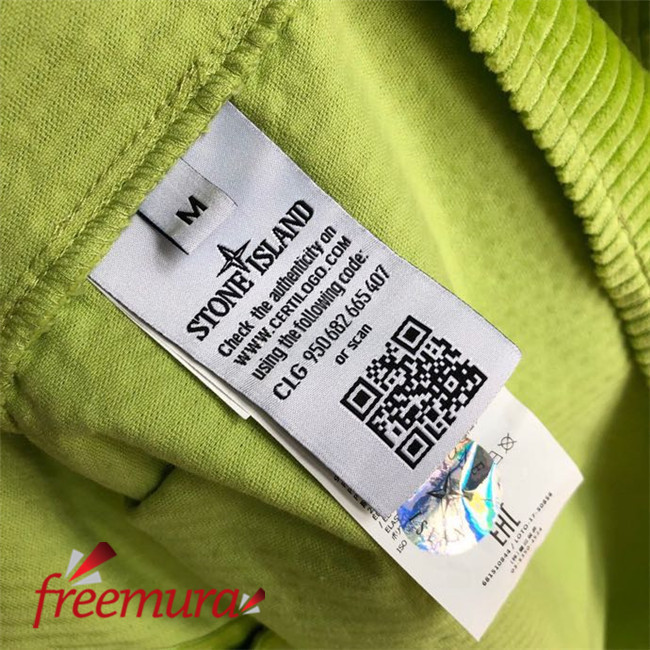 M
STONE ISLAND
Check the authenticity on
WWW.CERTILOGO.COM
using the following code:
CLG 950 682 665 407
or scan
EHC
freemura